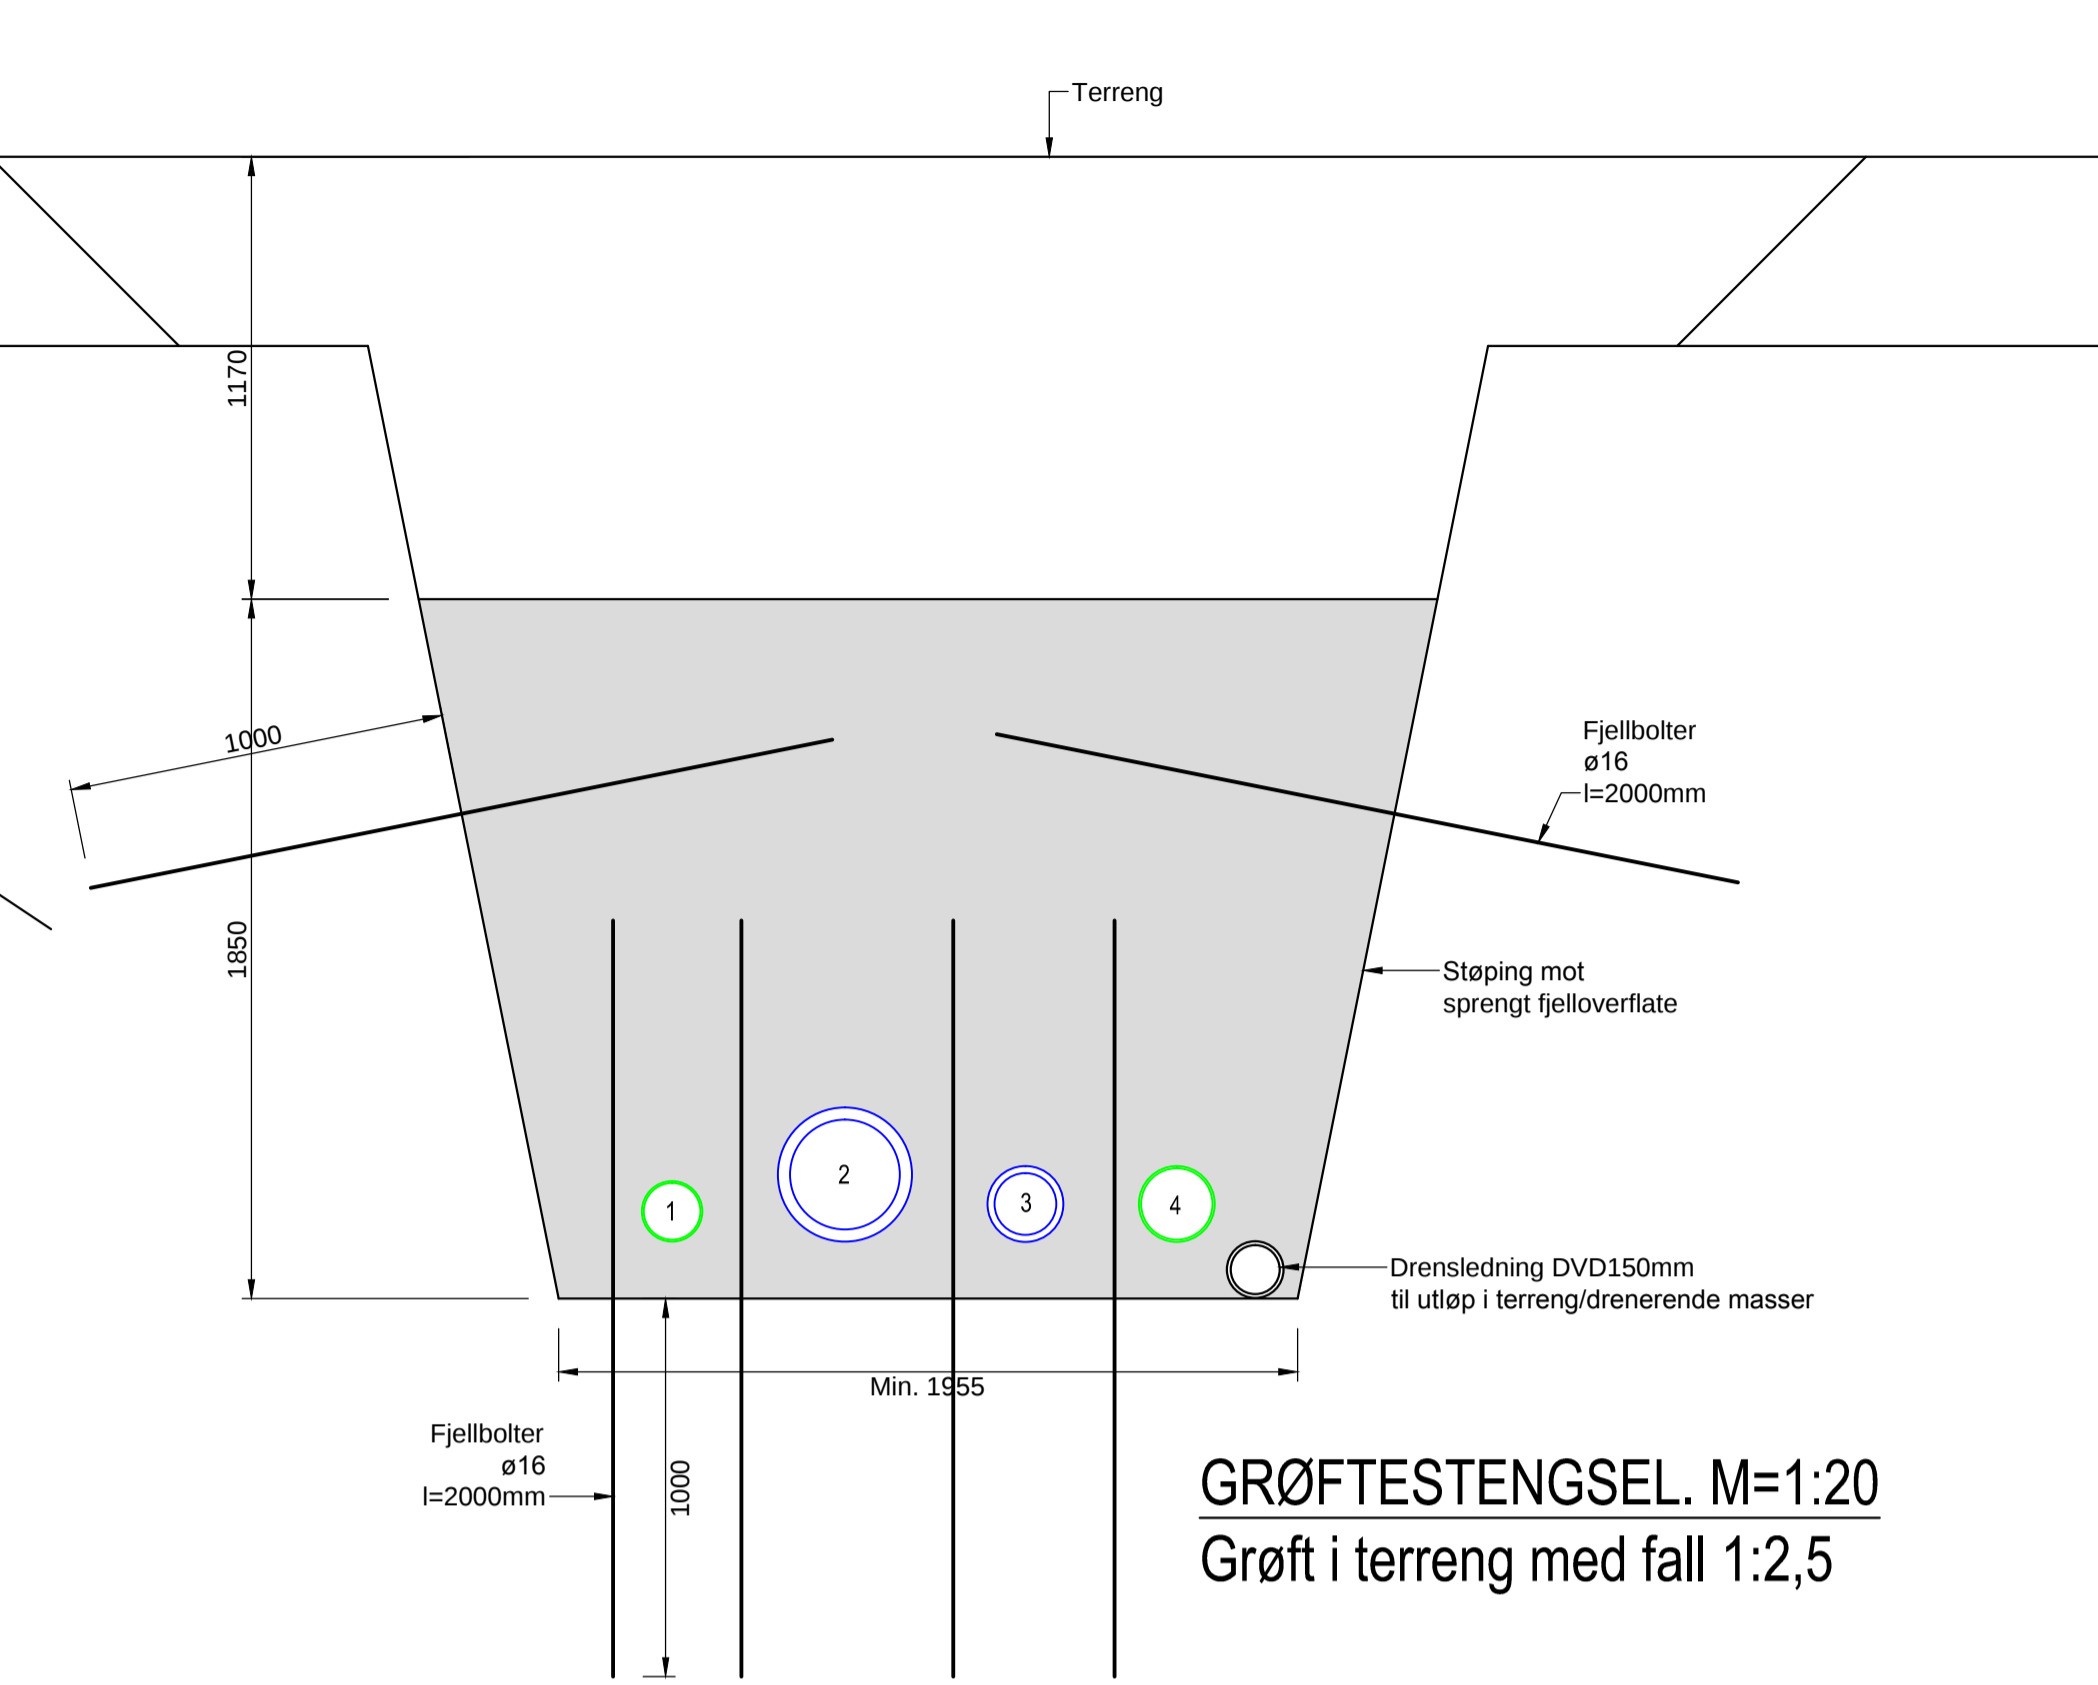 Terreng
1170
1000
Fjellbolter
ø16
l=2000mm
1850
Støping mot
sprengt fjelloverflate
1
2
3
4
Drensledning DVD150mm
til utløp i terreng/drenerende masser
Min. 1955
Fjellbolter
ø16
l=2000mm
1000
GRØFTESTENGSEL. M=1:20
Grøft i terreng med fall 1:2,5